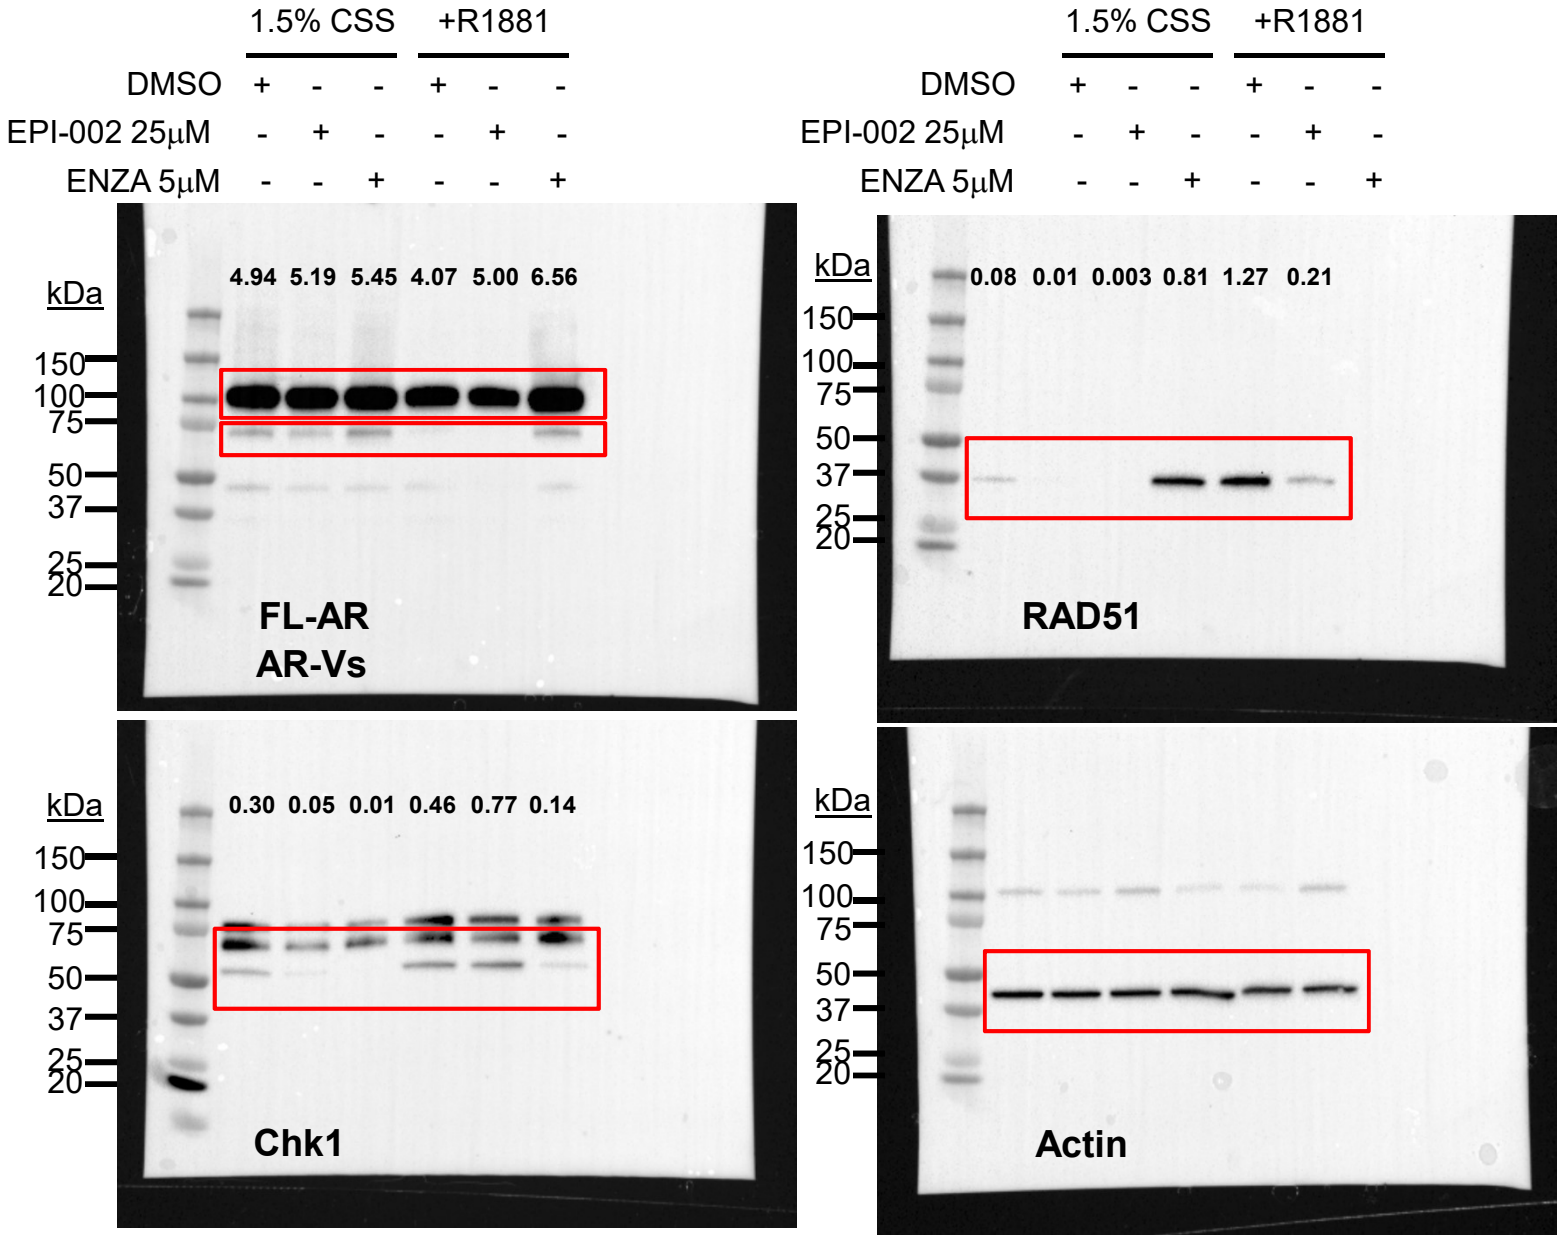 1.5% CSS +R1881
DMSO + - - + - -
EPI-002 25μM - + - - + -
ENZA 5μM - - + - - +
kDa
4.94 5.19 5.45 4.07 5.00 6.56
150
100
75
50
37
25
20
FL-AR
AR-Vs
1.5% CSS +R1881
DMSO + - - + - -
EPI-002 25μM - + - - + -
ENZA 5μM - - + - - +
kDa
0.08 0.01 0.003 0.81 1.27 0.21
150
100
75
50
37
25
20
RAD51
kDa
0.30 0.05 0.01 0.46 0.77 0.14
150
100
75
50
37
25
20
Chk1
kDa
150
100
75
50
37
25
20
Actin